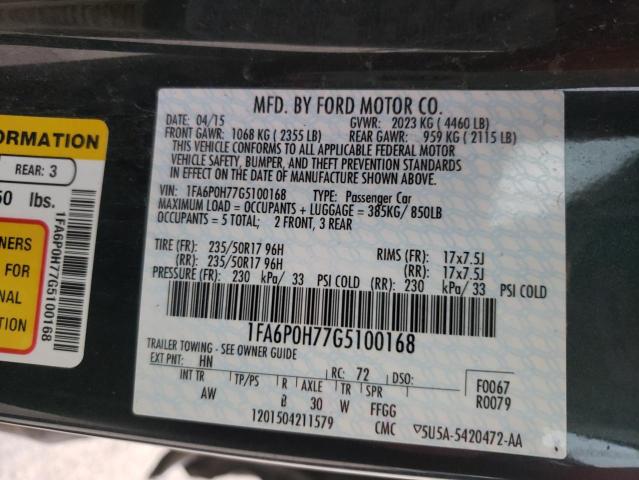 FORMATION
REAR: 3
50 lbs.
NERS
FOR
NAL
1FA6P0H77G5100168
MFD. BY FORD MOTOR CO.
DATE: 04/15 GVWR: 2023 KG ( 4460 LB)
FRONT GAWR: 1068 KG ( 2355 LB) REAR GAWR: 959 KG ( 2115 LB)
THIS VEHICLE CONFORMS TO ALL APPLICABLE FEDERAL MOTOR
VEHICLE SAFETY, BUMPER, AND THEFT PREVENTION STANDARDS
IN EFFECT ON THE DATE OF MANUFACTURE SHOWN ABOVE.
VIN: 1FA6P0H77G5100168 TYPE: Passenger Car
MAXIMUM LOAD = OCCUPANTS + LUGGAGE = 385KG/ 850LB
OCCUPANTS = 5 TOTAL; 2 FRONT, 3 REAR
TIRE (FR): 235/50R17 96H RIMS (FR): 17x7.5J
(RR): 235/50R17 96H (RR): 17x7.5J
PRESSURE (FR): 230 kPa/ 33 PSI COLD (RR): 230 kPa/ 33 PSI COLD
1FA6P0H77G5100168
TRAILER TOWING - SEE OWNER GUIDE
EXT PNT: HN RC: 72 DSO: F0067
INT TR TP/PS R AXLE TR SPR R0079
AW B 30 W FFGG
1201504211579 CMC ▽5U5A-5420472-AA